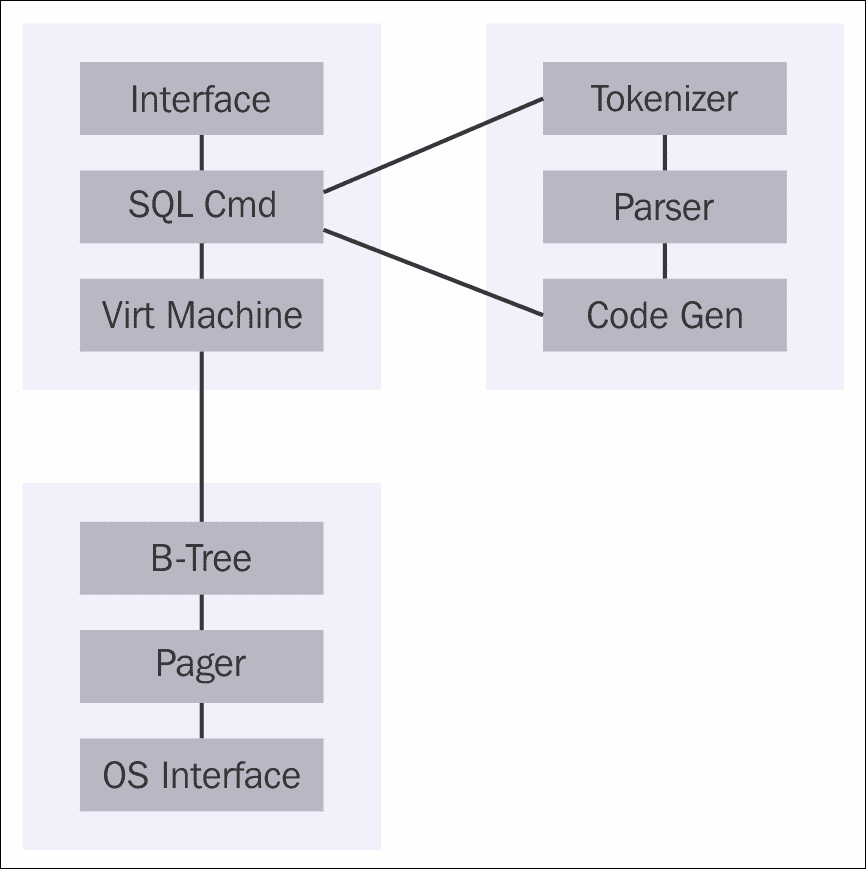 Interface
SQL Cmd
Virt Machine
Tokenizer
Parser
Code Gen
B-Tree
Pager
OS Interface